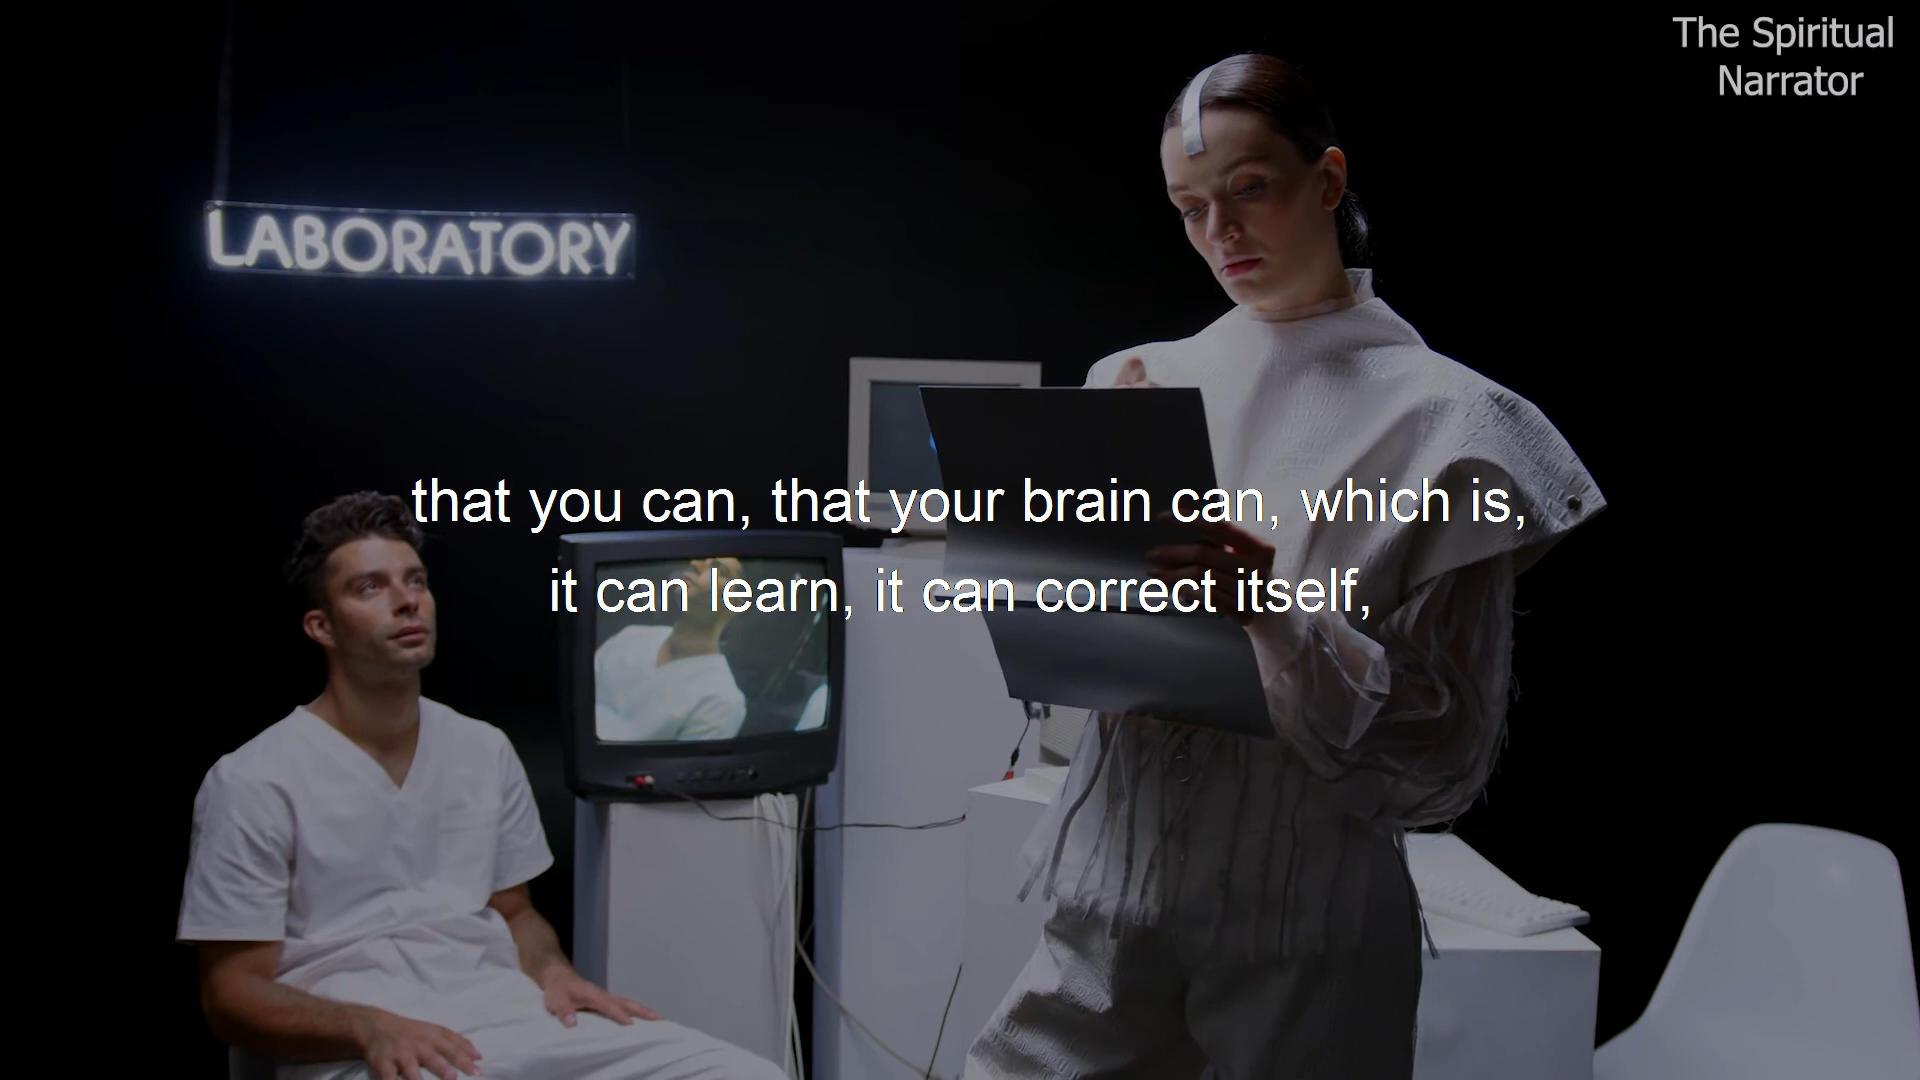 The Spiritual
Narrator
LABORATORY
that you can, that your brain can, which is,
it can learn, it can correct itself,